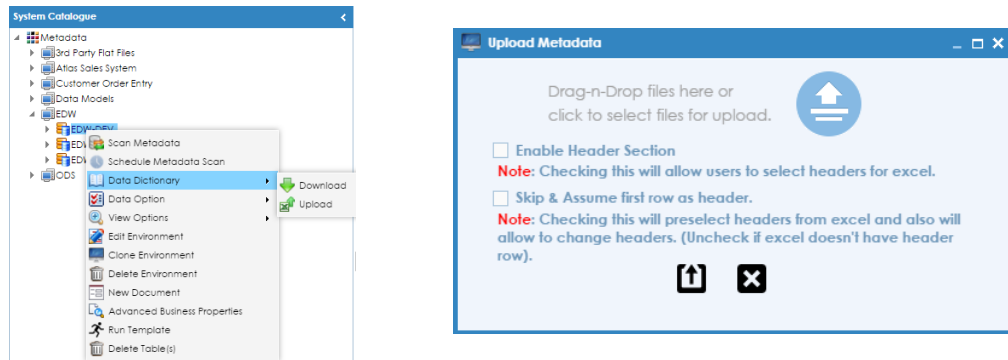 System Catalogue
Metadata
3rd Party Flat Files
Atlas Sales System
Customer Order Entry
Data Models
EDW
EDW-DEV
EDW
EDW
ODS
Scan Metadata
Schedule Metadata Scan
Data Dictionary
Data Option
View Options
Edit Environment
Clone Environment
Delete Environment
New Document
Advanced Business Properties
Run Template
Delete Table(s)
Download
Upload
Upload Metadata
Drag-n-Drop files here or
click to select files for upload.
Enable Header Section
Note: Checking this will allow users to select headers for excel.
Skip & Assume first row as header.
Note: Checking this will preselect headers from excel and also will
allow to change headers. (Uncheck if excel doesn't have header
row).